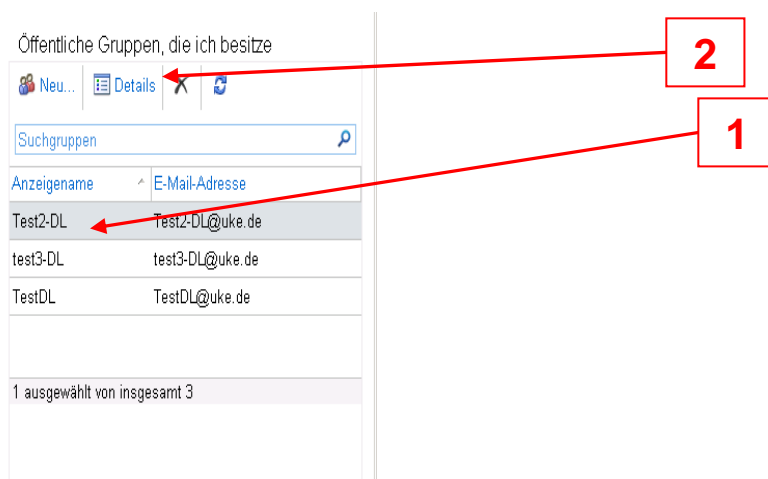 Öffentliche Gruppen, die ich besitze
2
Neu... Details
1
Suchgruppen
Anzeigename E-Mail-Adresse
Test2-DL Test2-DL@uke.de
test3-DL test3-DL@uke.de
TestDL TestDL@uke.de
1 ausgewählt von insgesamt 3